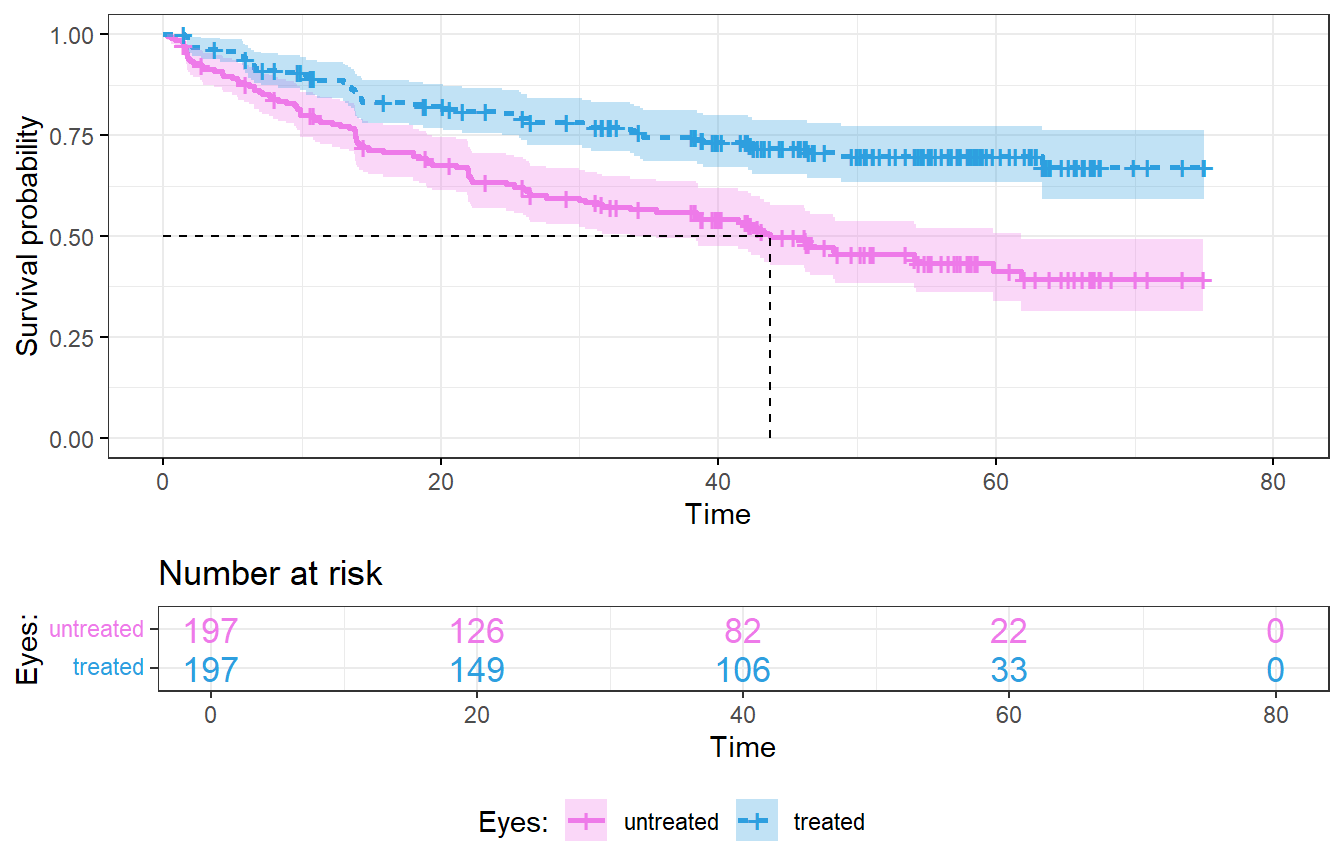 1.00
0.75
0.50
0.25
0.00
Survival probability
0 20 40 60 80
Time
Number at risk
Eyes:
untreated 197 126 82 22 0
treated 197 149 106 33 0
0 20 40 60 80
Time
Eyes: untreated treated